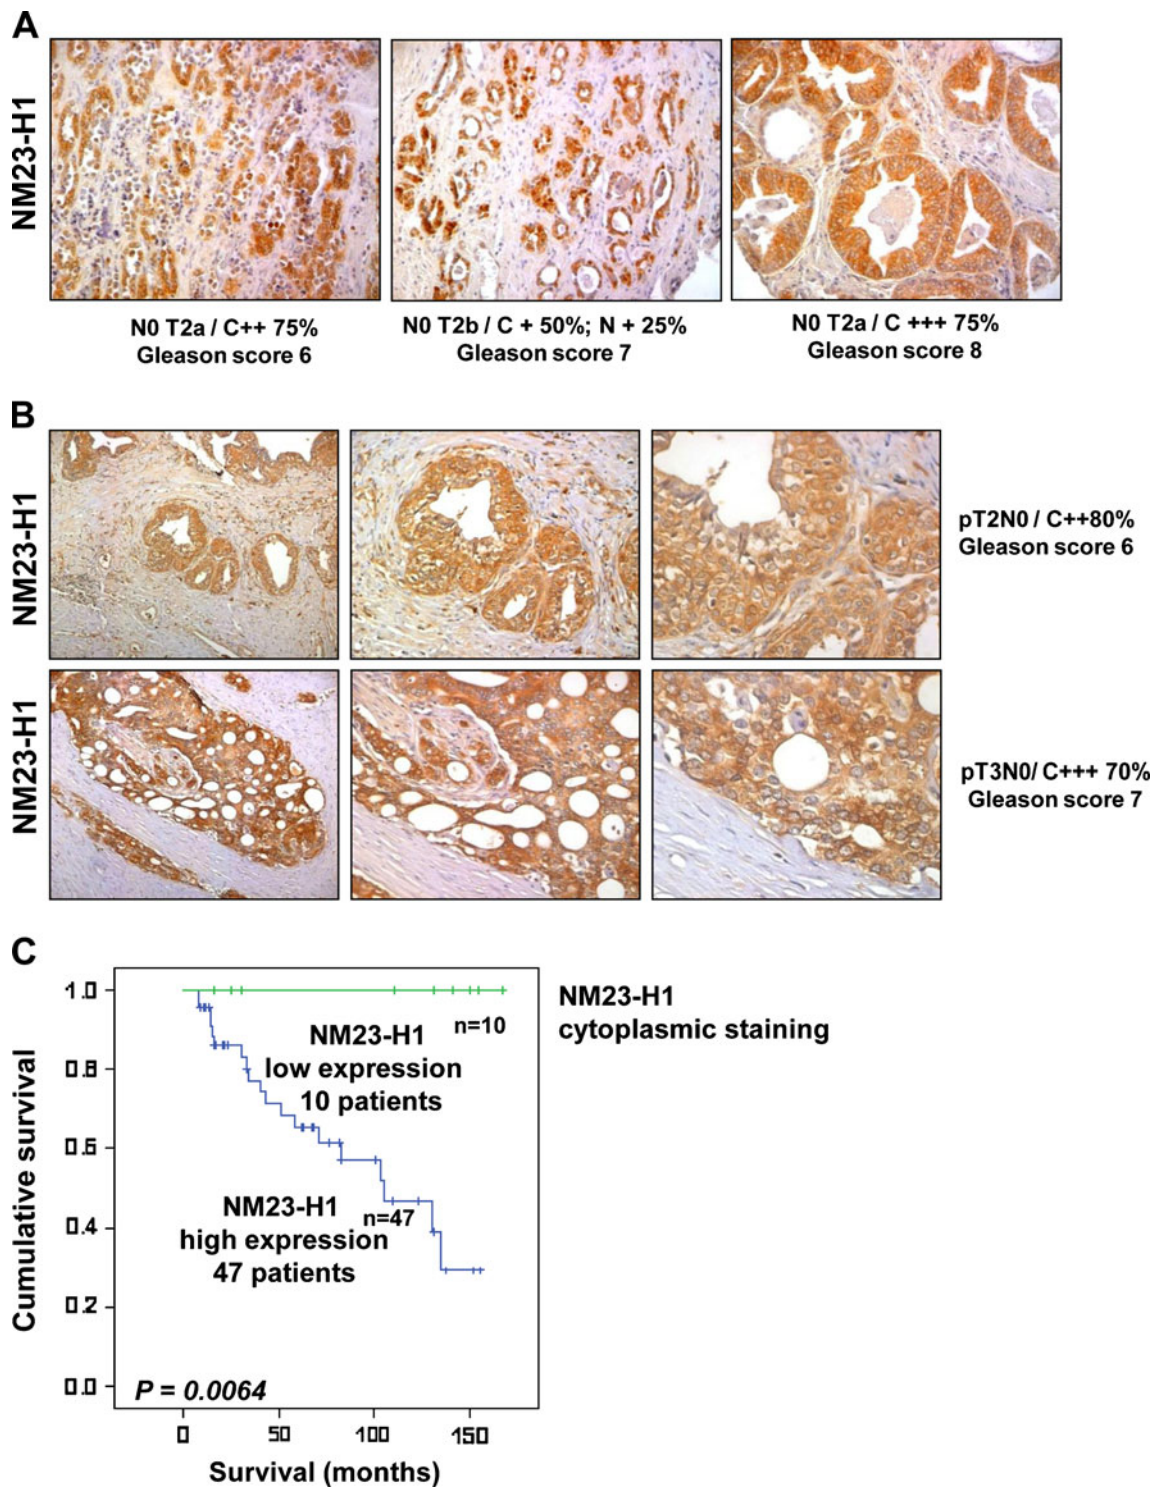 A
NM23-H1
N0 T2a / C++ 75%
Gleason score 6
N0 T2b / C + 50%; N + 25%
Gleason score 7
N0 T2a / C +++ 75%
Gleason score 8
B
NM23-H1
pT2N0 / C++80%
Gleason score 6
NM23-H1
pT3N0/ C+++ 70%
Gleason score 7
C
NM23-H1
cytoplasmic staining
Cumulative survival
1.0
0.8
0.6
0.4
0.2
0.0
n=10
NM23-H1
low expression
10 patients
NM23-H1
n=47
high expression
47 patients
P = 0.0064
0 50 100 150
Survival (months)